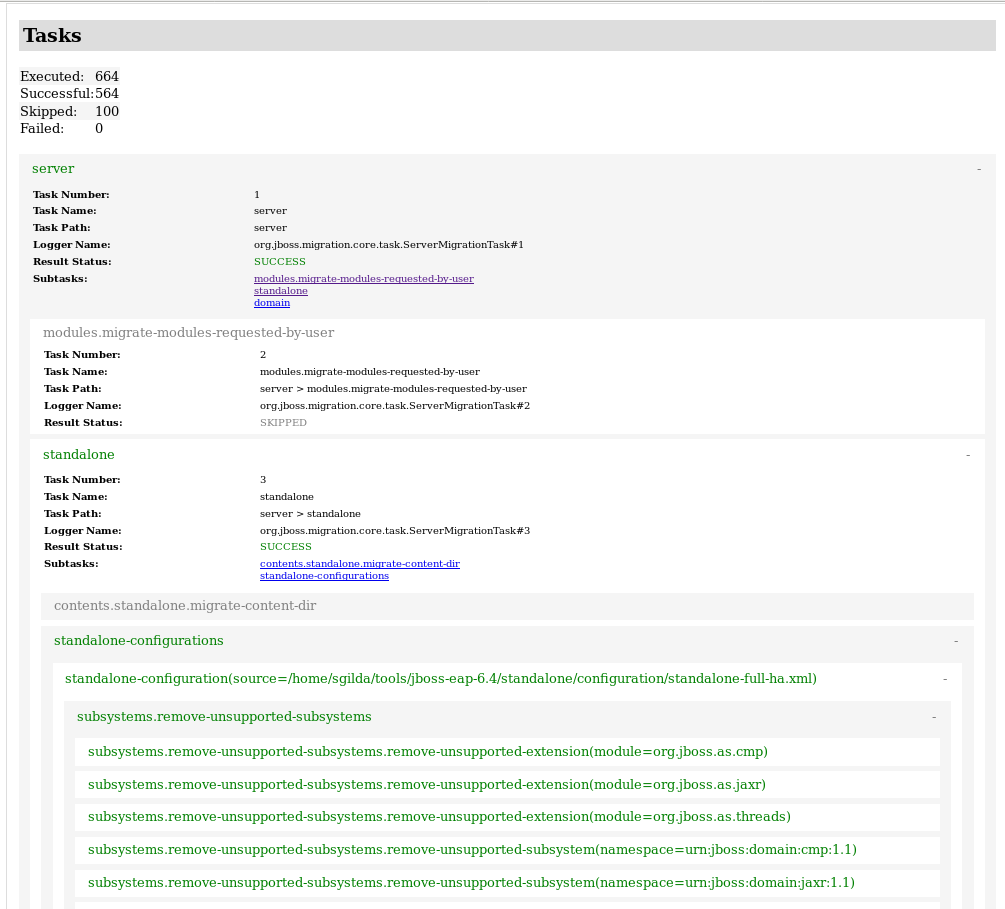 Tasks
Executed: 664
Successful: 564
Skipped: 100
Failed: 0
server -
Task Number: 1
Task Name: server
Task Path: server
Logger Name: org.jboss.migration.core.task.ServerMigrationTask#1
Result Status: SUCCESS
Subtasks: modules.migrate-modules-requested-by-user
standalone
domain
modules.migrate-modules-requested-by-user
Task Number: 2
Task Name: modules.migrate-modules-requested-by-user
Task Path: server > modules.migrate-modules-requested-by-user
Logger Name: org.jboss.migration.core.task.ServerMigrationTask#2
Result Status: SKIPPED
standalone -
Task Number: 3
Task Name: standalone
Task Path: server > standalone
Logger Name: org.jboss.migration.core.task.ServerMigrationTask#3
Result Status: SUCCESS
Subtasks: contents.standalone.migrate-content-dir
standalone-configurations
contents.standalone.migrate-content-dir
standalone-configurations -
standalone-configuration(source=/home/sgilda/tools/jboss-eap-6.4/standalone/configuration/standalone-full-ha.xml) -
subsystems.remove-unsupported-subsystems -
subsystems.remove-unsupported-subsystems.remove-unsupported-extension(module=org.jboss.as.cmp)
subsystems.remove-unsupported-subsystems.remove-unsupported-extension(module=org.jboss.as.jaxr)
subsystems.remove-unsupported-subsystems.remove-unsupported-extension(module=org.jboss.as.threads)
subsystems.remove-unsupported-subsystems.remove-unsupported-subsystem(namespace=urn:jboss:domain:cmp:1.1)
subsystems.remove-unsupported-subsystems.remove-unsupported-subsystem(namespace=urn:jboss:domain:jaxr:1.1)